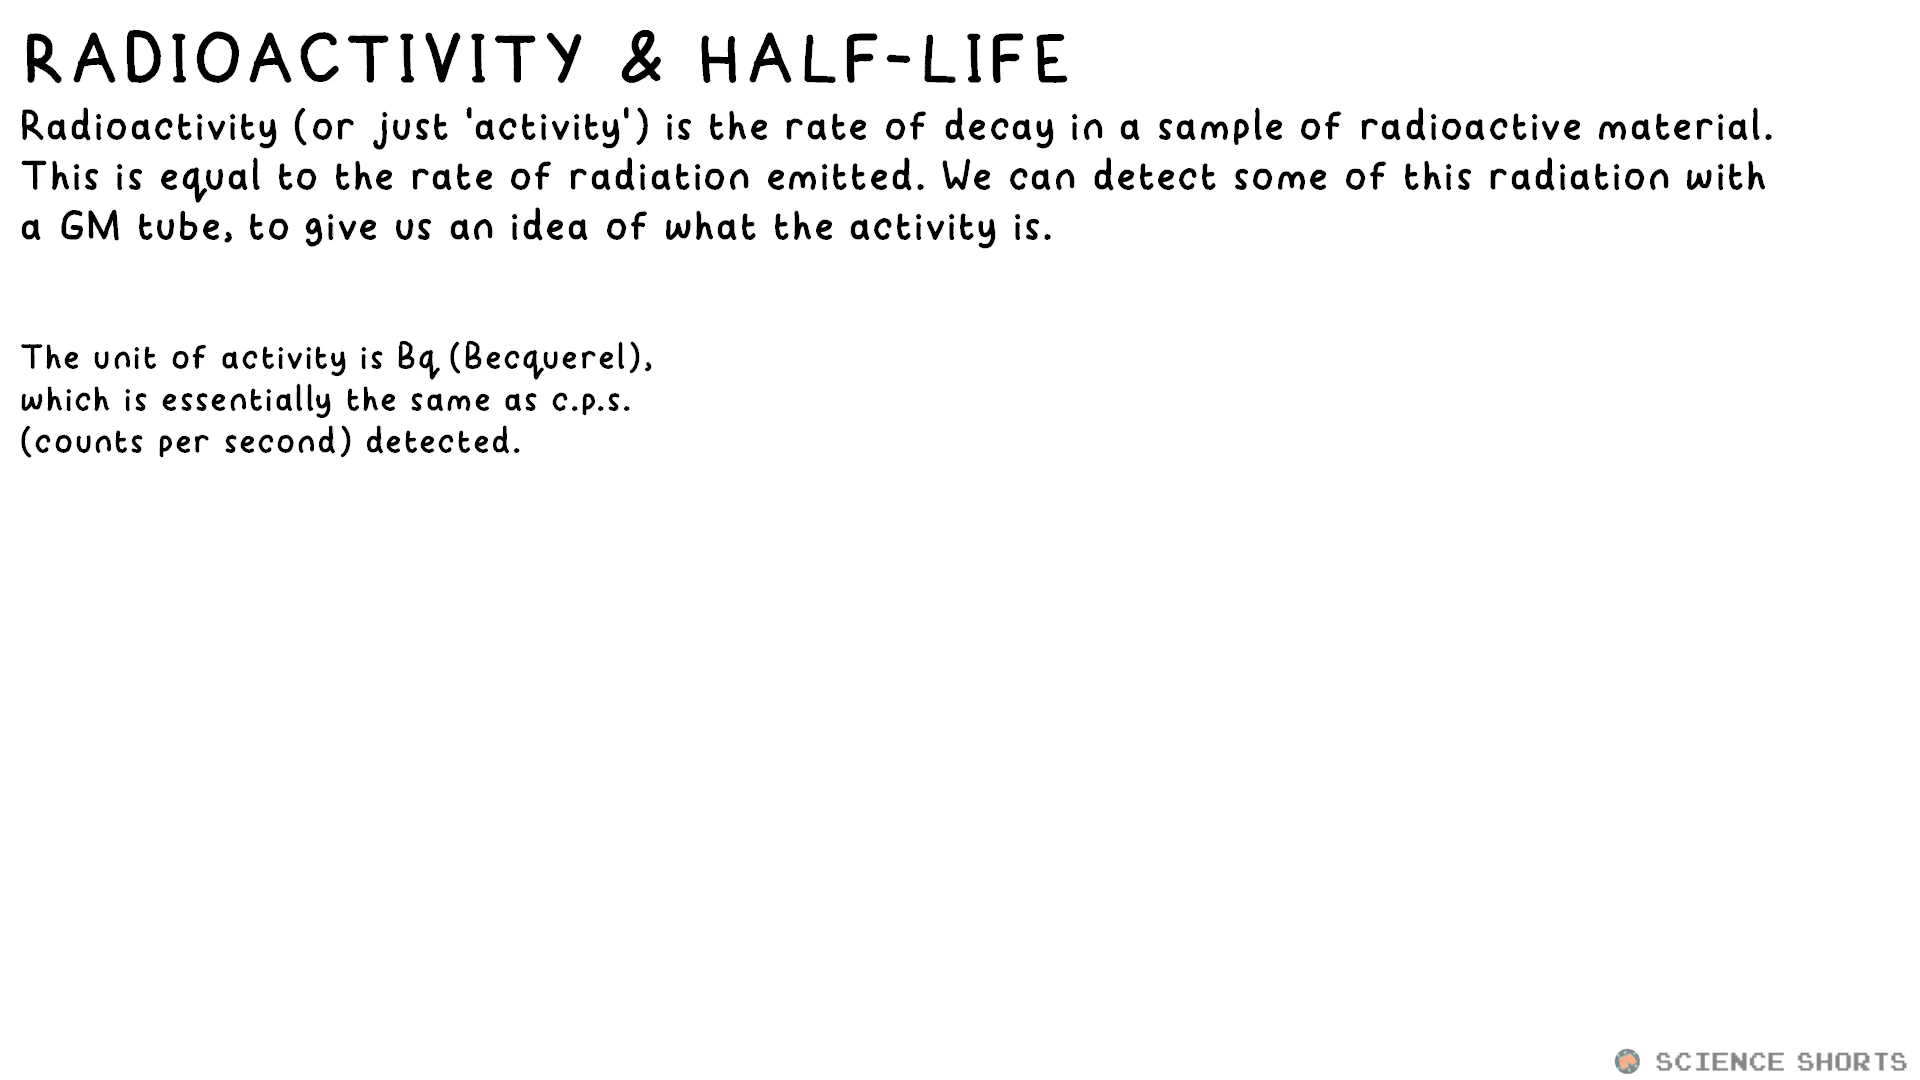 RADIOACTIVITY & HALF-LIFE
Radioactivity (or just 'activity') is the rate of decay in a sample of radioactive material.
This is equal to the rate of radiation emitted. We can detect some of this radiation with
a GM tube, to give us an idea of what the activity is.
The unit of activity is Bq (Becquerel),
which is essentially the same as c.p.s.
(counts per second) detected.
SCIENCE SHORTS